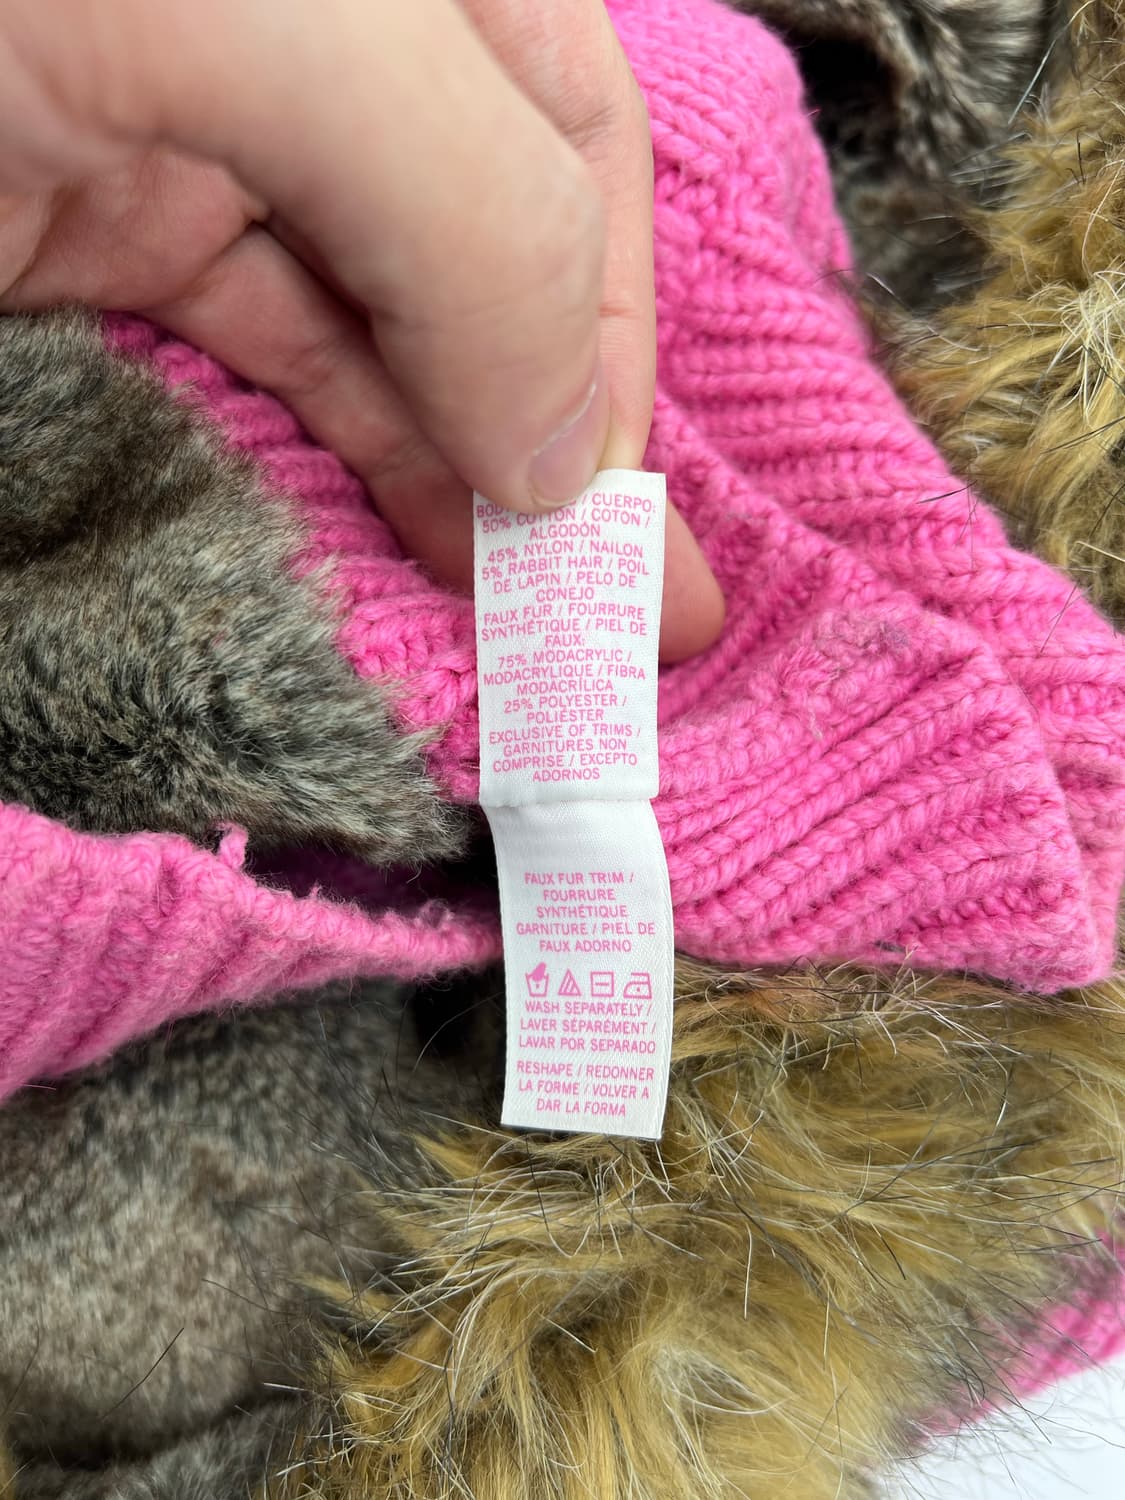 / CUERPO:
50% COTTON / COTON /
ALGODÓN
45% NYLON / NAILON
5% RABBIT HAIR / POIL
DE LAPIN / PELO DE
CONEJO
FAUX FUR / FOURRURE
SYNTHÉTIQUE / PIEL DE
FAUX:
75% MODACRYLIC /
MODACRYLIQUE / FIBRA
MODACRÍLICA
25% POLYESTER /
POLIÉSTER
EXCLUSIVE OF TRIMS /
GARNITURES NON
COMPRISE / EXCEPTO
ADORNOS
FAUX FUR TRIM /
FOURRURE
SYNTHÉTIQUE
GARNITURE / PIEL DE
FAUX ADORNO
WASH SEPARATELY /
LAVER SÉPARÉMENT /
LAVAR POR SEPARADO
RESHAPE / REDONNER
LA FORME / VOLVER A
DAR LA FORMA